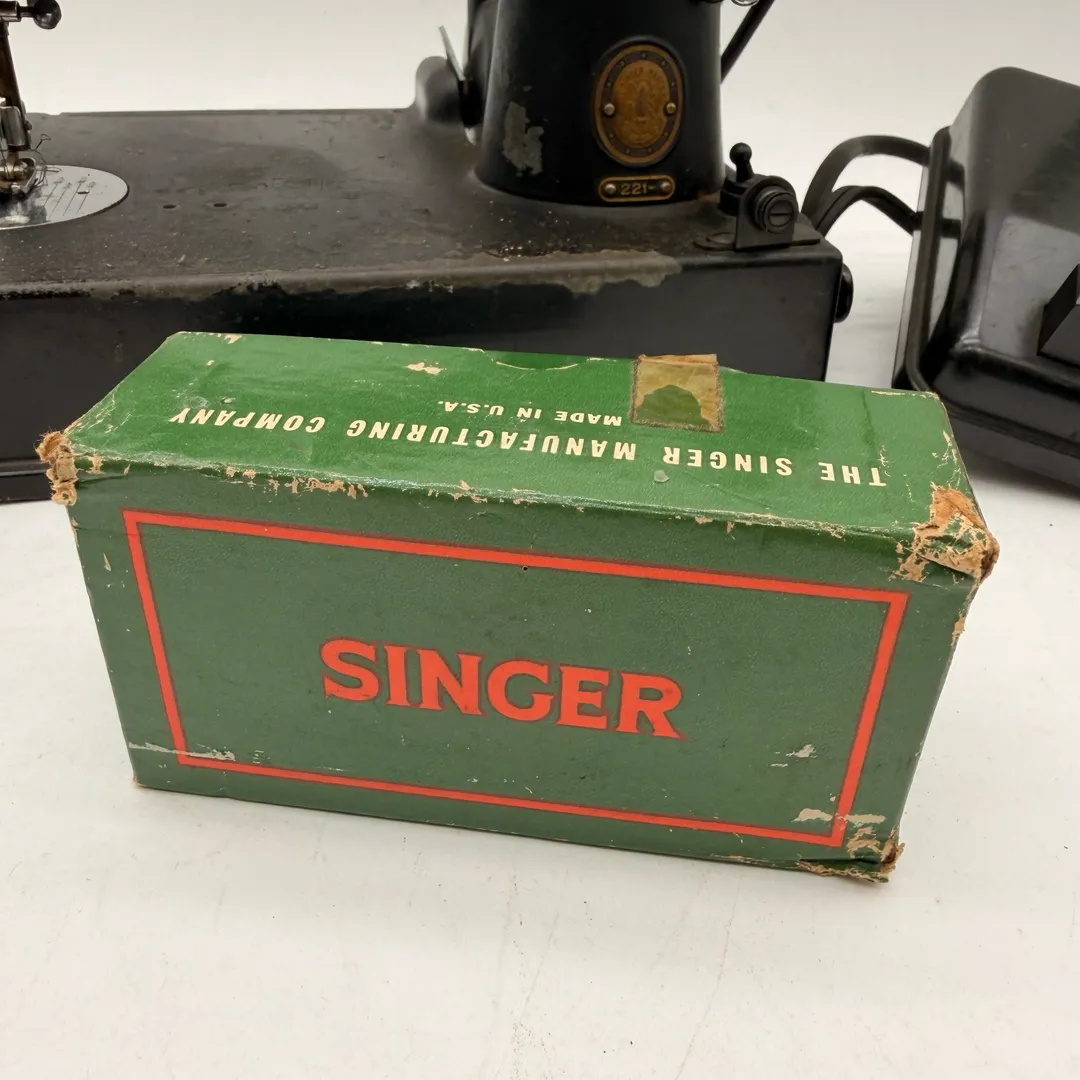 221-
THE SINGER MANUFACTURING COMPANY
MADE IN U.S.A.
SINGER